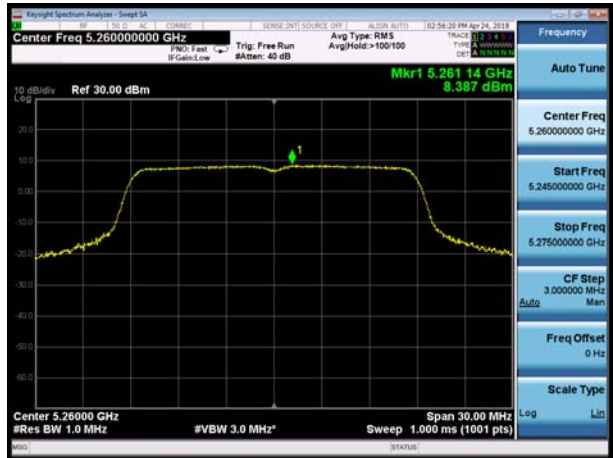 Keysight Spectrum Analyzer - Swept SA
RF 50 Ω AC CORREC SENSE:INT SOURCE OFF ALIGN AUTO 02:56:20 PM Apr 24, 2018
Center Freq 5.260000000 GHz
PNO: Fast
IFGain:Low
Trig: Free Run
#Atten: 40 dB
Avg Type: RMS
Avg|Hold:>100/100
TRACE 1 2 3 4 5 6
TYPE A WWWWW
DET A N N N N N
Frequency
Mkr1 5.261 14 GHz
8.387 dBm
10 dB/div Ref 30.00 dBm
Log
20.0
10.0
0.00
-10.0
-20.0
-30.0
-40.0
-50.0
-60.0
1
Center 5.26000 GHz Span 30.00 MHz
#Res BW 1.0 MHz #VBW 3.0 MHz* Sweep 1.000 ms (1001 pts)
MSG STATUS
Auto Tune
Center Freq
5.260000000 GHz
Start Freq
5.245000000 GHz
Stop Freq
5.275000000 GHz
CF Step
3.000000 MHz
Auto Man
Freq Offset
0 Hz
Scale Type
Log Lin